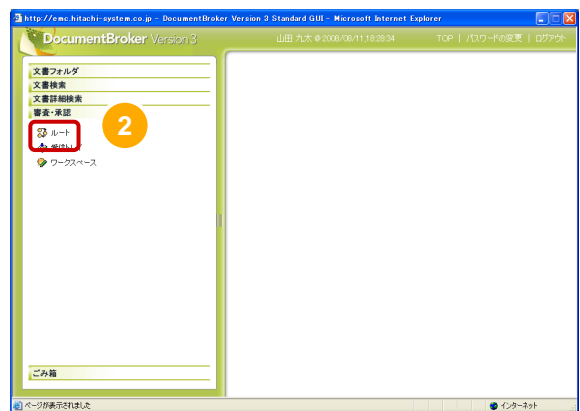 http://emc.hitachi-system.co.jp - DocumentBroker Version 3 Standard GUI - Microsoft Internet Explorer
DocumentBroker Version 3
山田 九太 @ 2008/08/11,18:28:34
TOP | パスワードの変更 | ログアウト
文書フォルダ
文書検索
文書詳細検索
審査・承認
2
ルート
ワークスペース
ごみ箱
ページが表示されました
インターネット